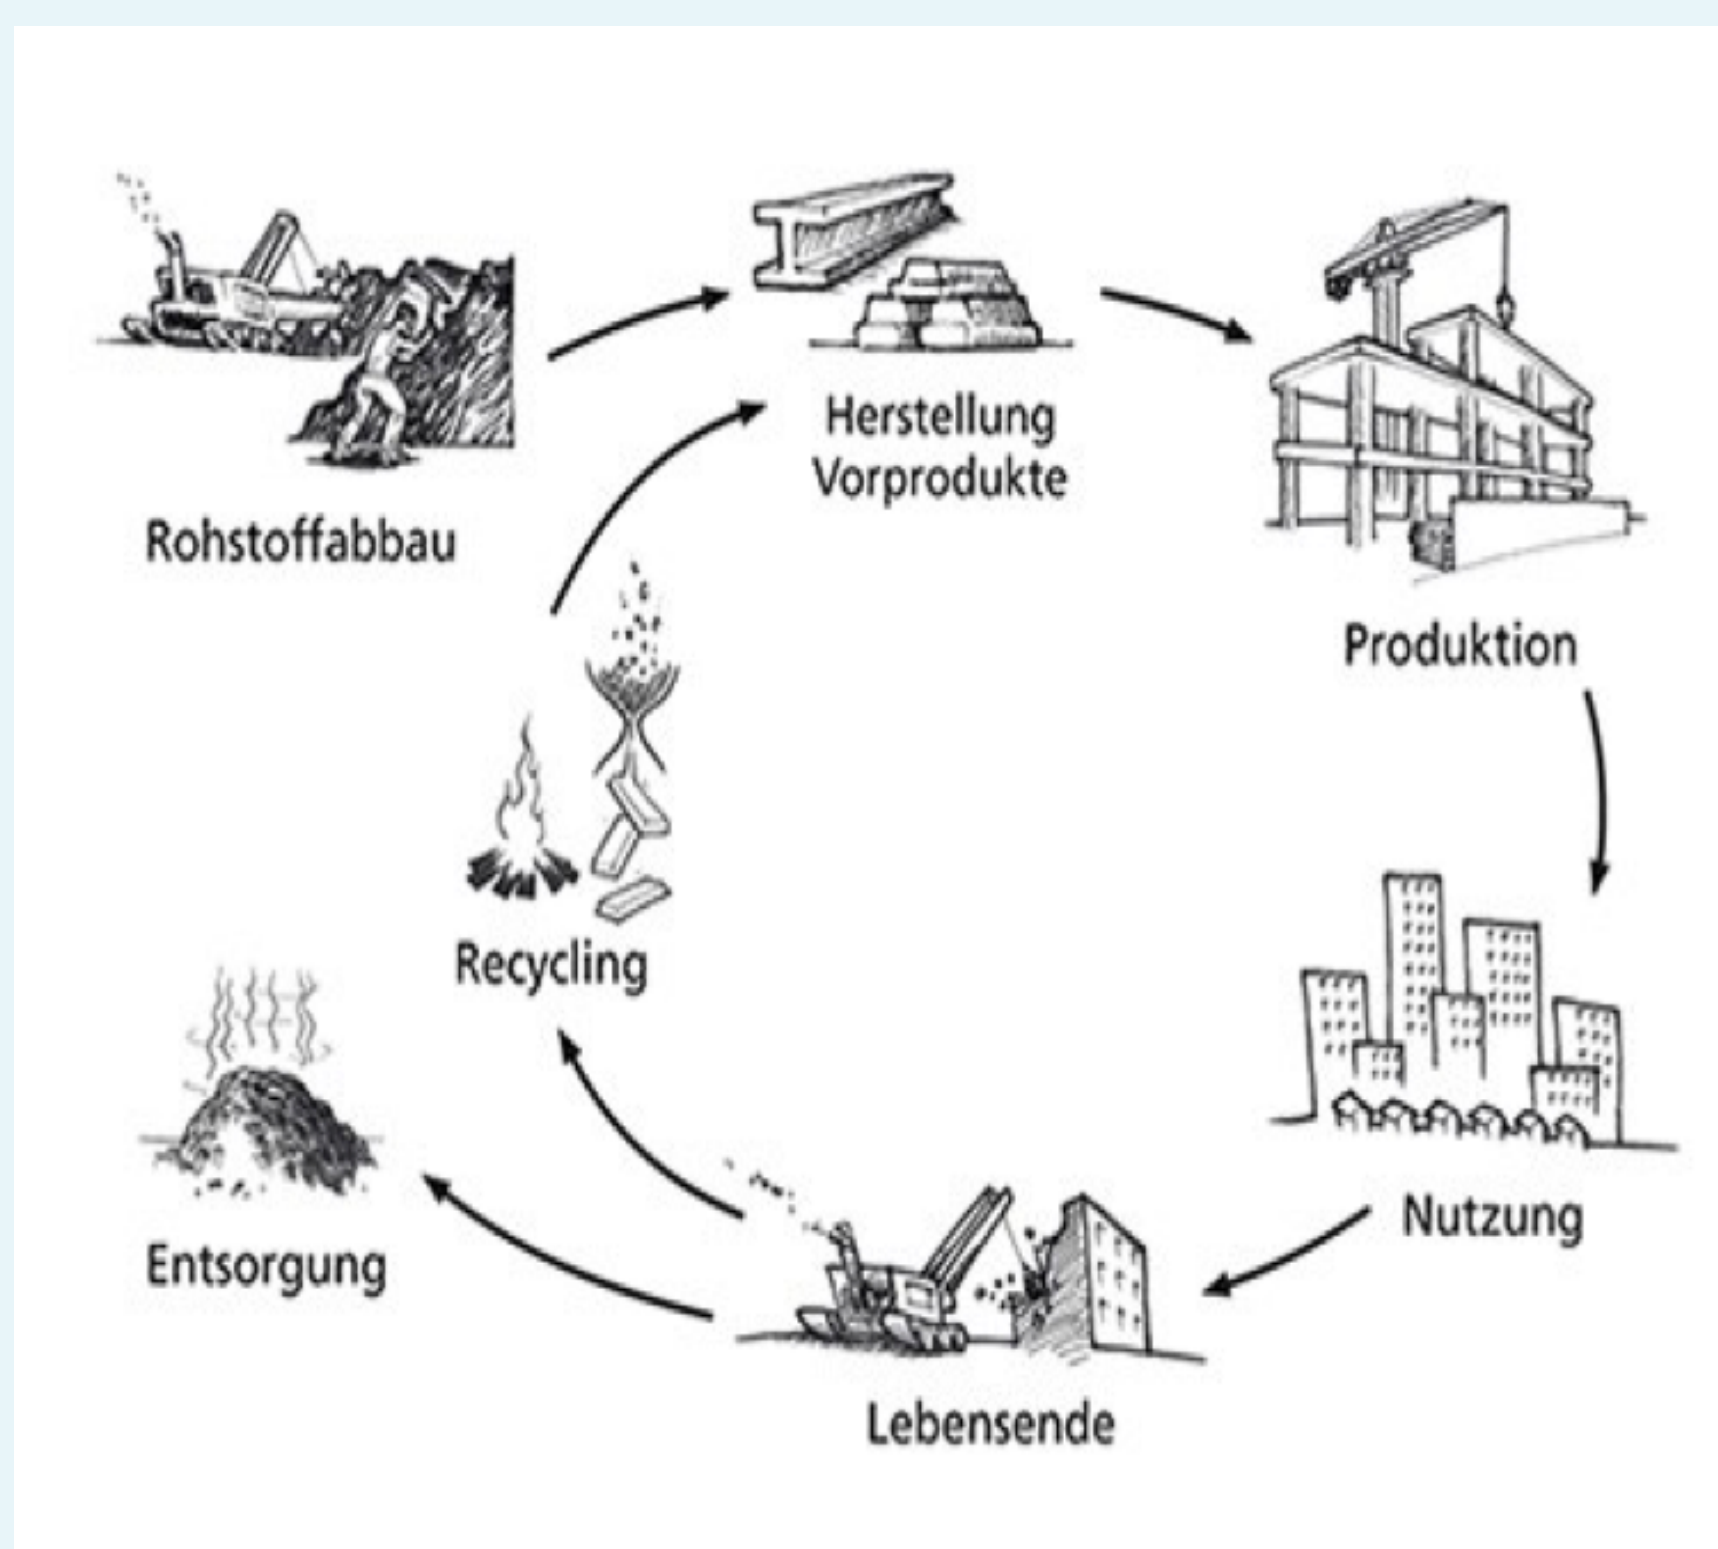 Rohstoffabbau
Herstellung
Vorprodukte
Produktion
Nutzung
Lebensende
Recycling
Entsorgung